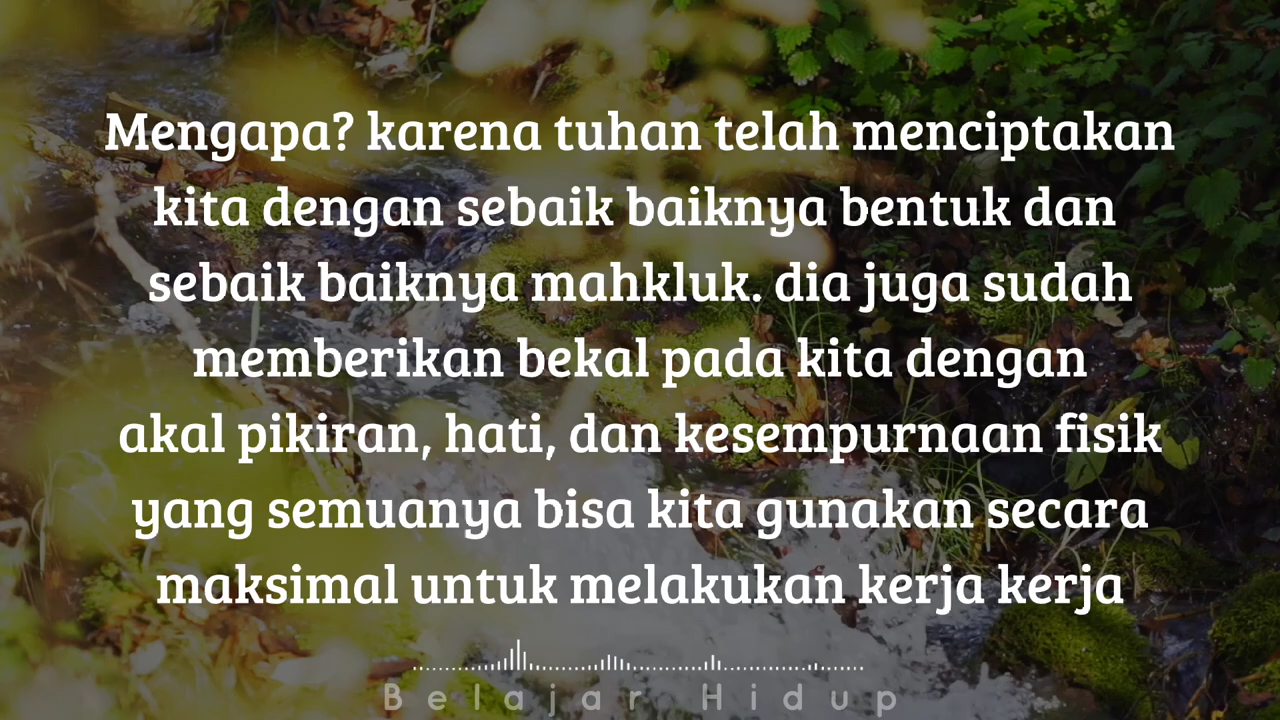 Mengapa? karena tuhan telah menciptakan
kita dengan sebaik baiknya bentuk dan
sebaik baiknya mahkluk. dia juga sudah
memberikan bekal pada kita dengan
akal pikiran, hati, dan kesempurnaan fisik
yang semuanya bisa kita gunakan secara
maksimal untuk melakukan kerja kerja
Belajar Hidup